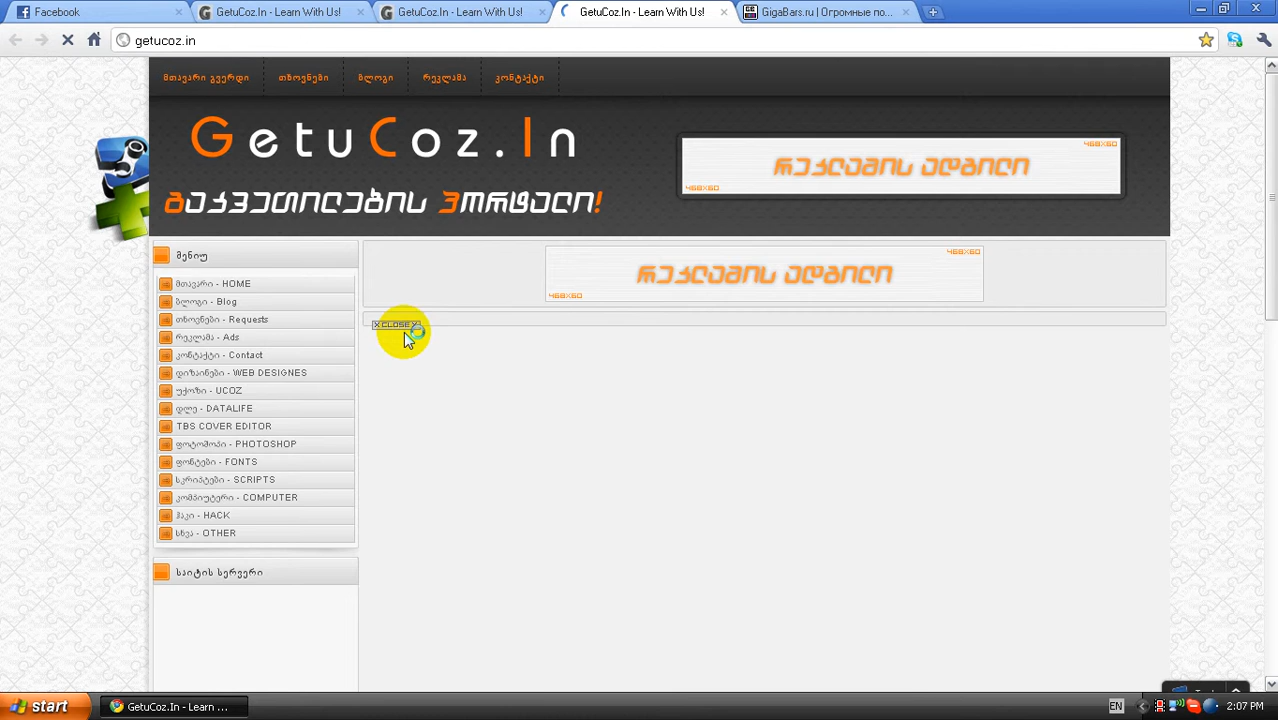 Facebook
GetuCoz.In - Learn With Us!
GetuCoz.In - Learn With Us!
GetuCoz.In - Learn With Us!
GigaBars.ru | Огромные по...
getucoz.in
მთავარი გვერდი
თხოვნები
ბლოგი
რეკლამა
კონტაქტი
GetuCoz.In
გაკვეთილების პორტალი!
468X60
რეკლამის ადგილი
468X60
468X60
რეკლამის ადგილი
468X60
X CLOSE X
მენიუ
მთავარი - HOME
ბლოგი - Blog
თხოვნები - Requests
რეკლამა - Ads
კონტაქტი - Contact
დიზაინები - WEB DESIGNES
უქოზი - UCOZ
დლე - DATALIFE
TBS COVER EDITOR
ფოტოშოპი - PHOTOSHOP
ფონტები - FONTS
სკრიპტები - SCRIPTS
კომპიუტერი - COMPUTER
ჰაკი - HACK
სხვა - OTHER
საიტის სერვერი
start
GetuCoz.In - Learn ...
EN
2:07 PM